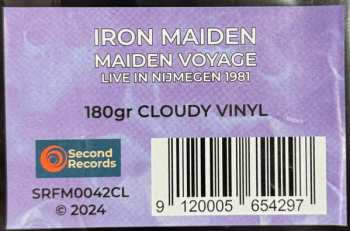 IRON MAIDEN
MAIDEN VOYAGE
LIVE IN NIJMEGEN 1981
180gr CLOUDY VINYL
Second
Records
SRFM0042CL
© 2024
9 120005 654297